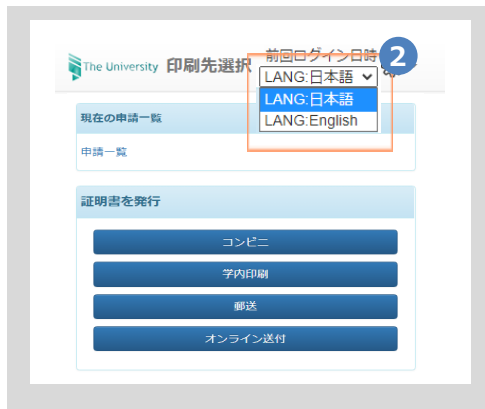 The University 印刷先選択
前回ログイン日時
2
LANG:日本語
LANG:日本語
LANG:English
現在の申請一覧
申請一覧
証明書を発行
コンビニ
学内印刷
郵送
オンライン送付